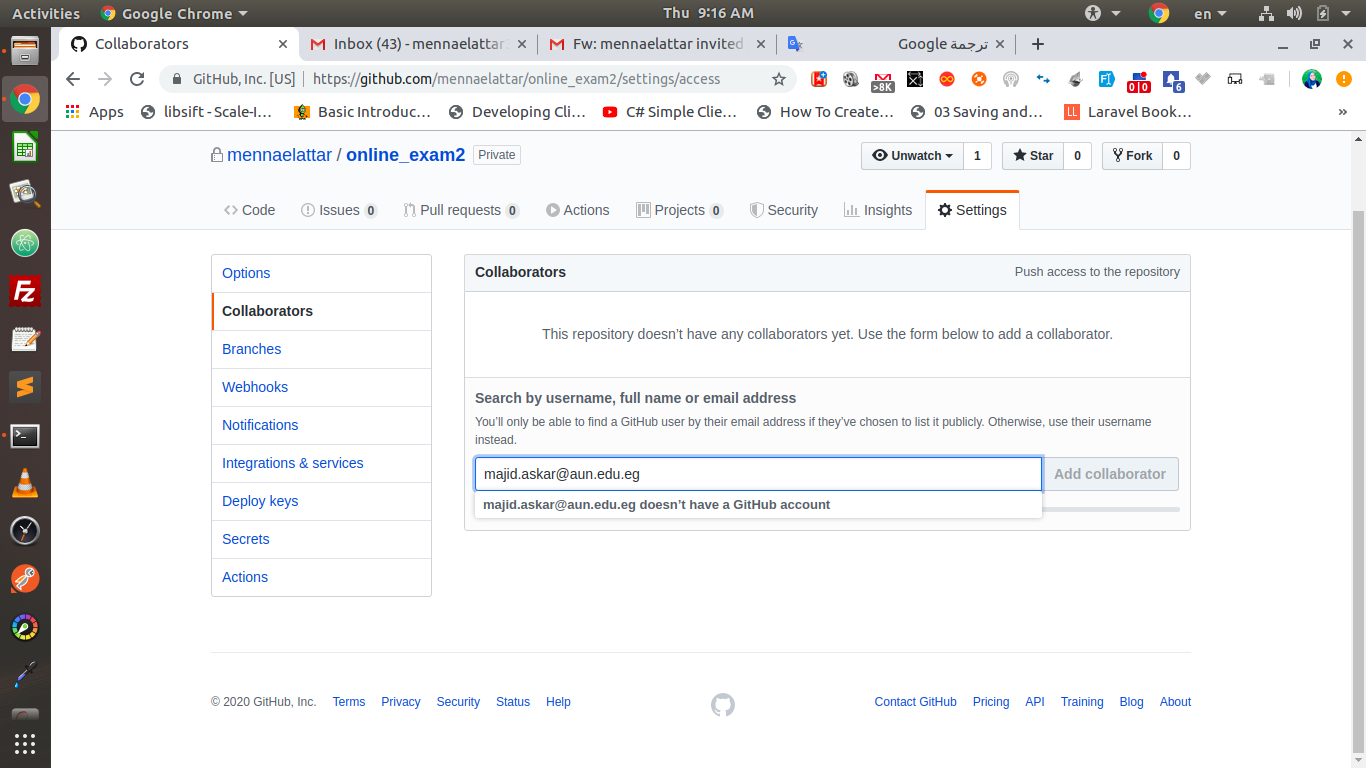 Activities Google Chrome Thu 9:16 AM en
Collaborators Inbox (43) - mennaelattar Fw: mennaelattar invited ترجمة Google
GitHub, Inc. [US] https://github.com/mennaelattar/online_exam2/settings/access >8K 0 0 6
Apps libsift - Scale-I… Basic Introduc… Developing Cli… C# Simple Clie… How To Create… 03 Saving and… LL Laravel Book… »
mennaelattar / online_exam2 Private Unwatch 1 Star 0 Fork 0
Code Issues 0 Pull requests 0 Actions Projects 0 Security Insights Settings
Options
Collaborators
Branches
Webhooks
Notifications
Integrations & services
Deploy keys
Secrets
Actions
Collaborators Push access to the repository
This repository doesn’t have any collaborators yet. Use the form below to add a collaborator.
Search by username, full name or email address
You’ll only be able to find a GitHub user by their email address if they’ve chosen to list it publicly. Otherwise, use their username
instead.
majid.askar@aun.edu.eg Add collaborator
majid.askar@aun.edu.eg doesn’t have a GitHub account
© 2020 GitHub, Inc. Terms Privacy Security Status Help Contact GitHub Pricing API Training Blog About